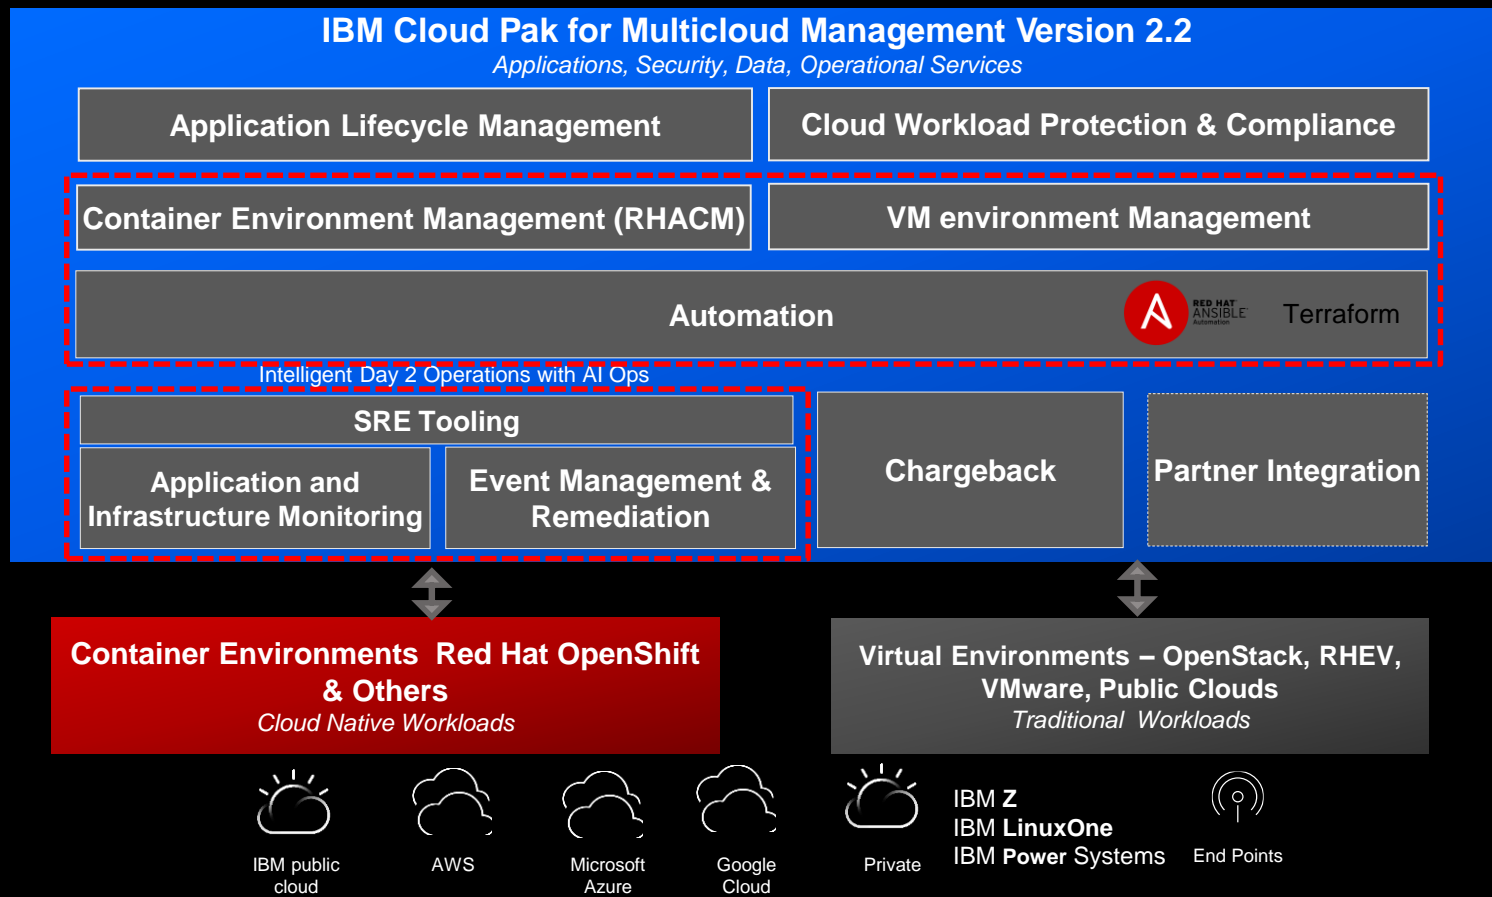 IBM Cloud Pak for Multicloud Management Version 2.2
Applications, Security, Data, Operational Services
Application Lifecycle Management
Cloud Workload Protection & Compliance
Container Environment Management (RHACM)
VM environment Management
Automation
RED HAT
ANSIBLE
Automation
Terraform
Intelligent Day 2 Operations with AI Ops
SRE Tooling
Application and
Infrastructure Monitoring
Event Management &
Remediation
Chargeback
Partner Integration
Container Environments  Red Hat OpenShift
& Others
Cloud Native Workloads
Virtual Environments – OpenStack, RHEV,
VMware, Public Clouds
Traditional  Workloads
IBM public
cloud
AWS
Microsoft
Azure
Google
Cloud
Private
IBM Z
IBM LinuxOne
IBM Power Systems
End Points